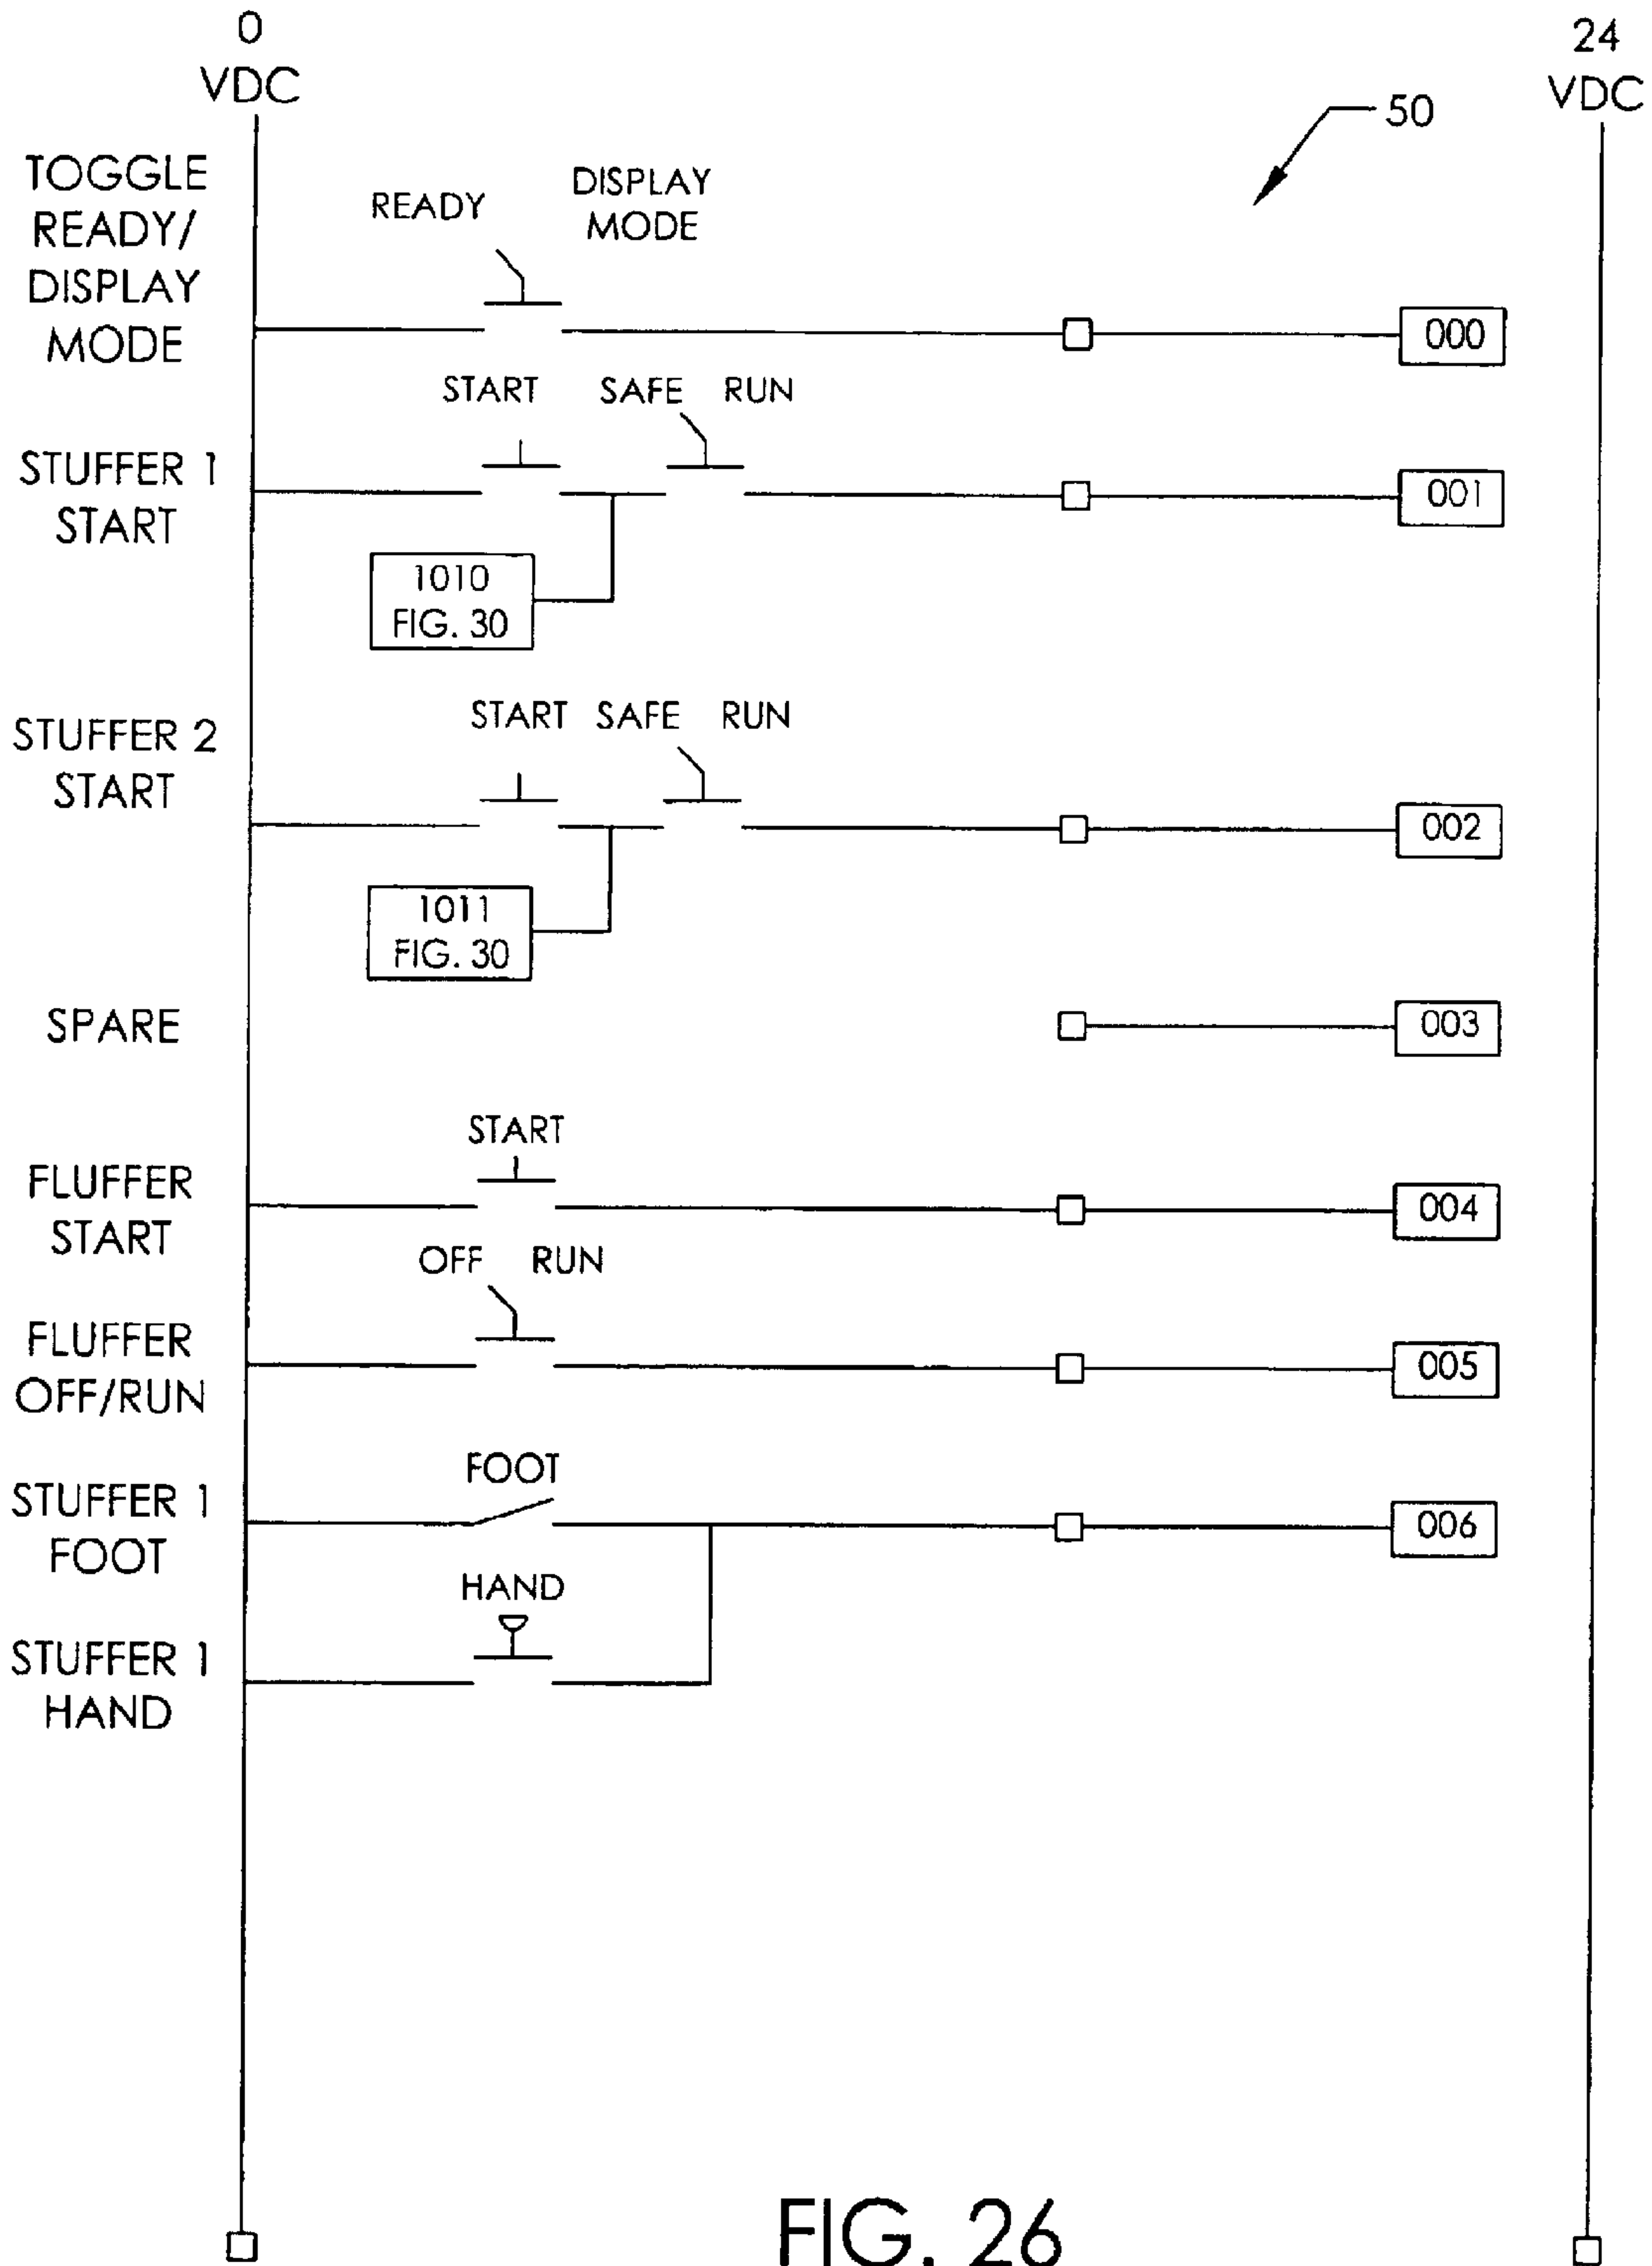 0
VDC
24
VDC
50
TOGGLE
READY/
DISPLAY
MODE
READY
DISPLAY
MODE
000
START SAFE RUN
STUFFER 1
START
001
1010
FIG. 30
START SAFE RUN
STUFFER 2
START
002
1011
FIG. 30
SPARE
003
START
FLUFFER
START
004
OFF RUN
FLUFFER
OFF/RUN
005
FOOT
STUFFER 1
FOOT
006
HAND
STUFFER 1
HAND
FIG. 26